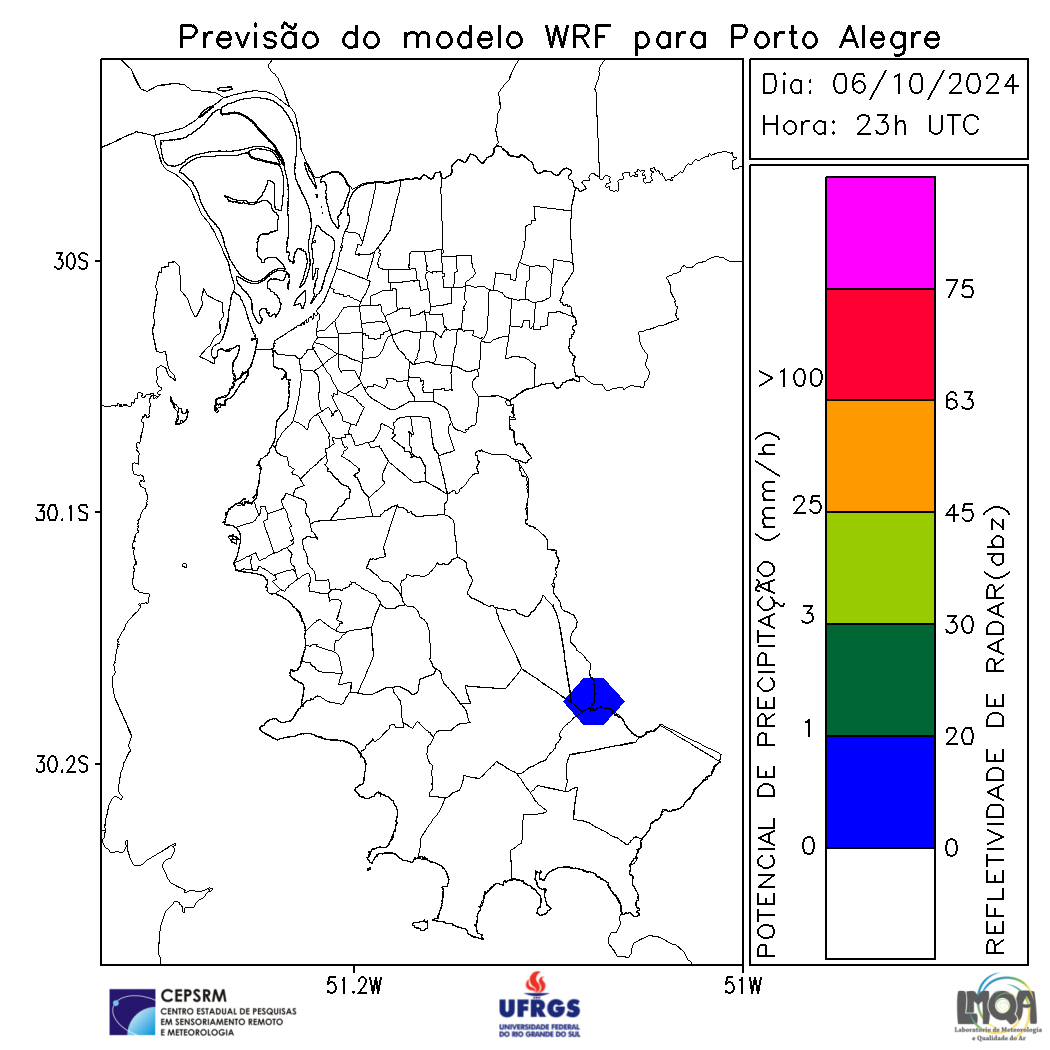 Previsão do modelo WRF para Porto Alegre
Dia: 06/10/2024
Hora: 23h UTC
30S
30.1S
30.2S
51.2W
51W
POTENCIAL DE PRECIPITAÇÃO (mm/h)
>100
25
3
1
0
75
63
45
30
20
0
REFLETIVIDADE DE RADAR(dbz)
CEPSRM
CENTRO ESTADUAL DE PESQUISAS
EM SENSORIAMENTO REMOTO
E METEOROLOGIA
UFRGS
UNIVERSIDADE FEDERAL
DO RIO GRANDE DO SUL
LMQA
Laboratório de Meteorologia
e Qualidade do Ar